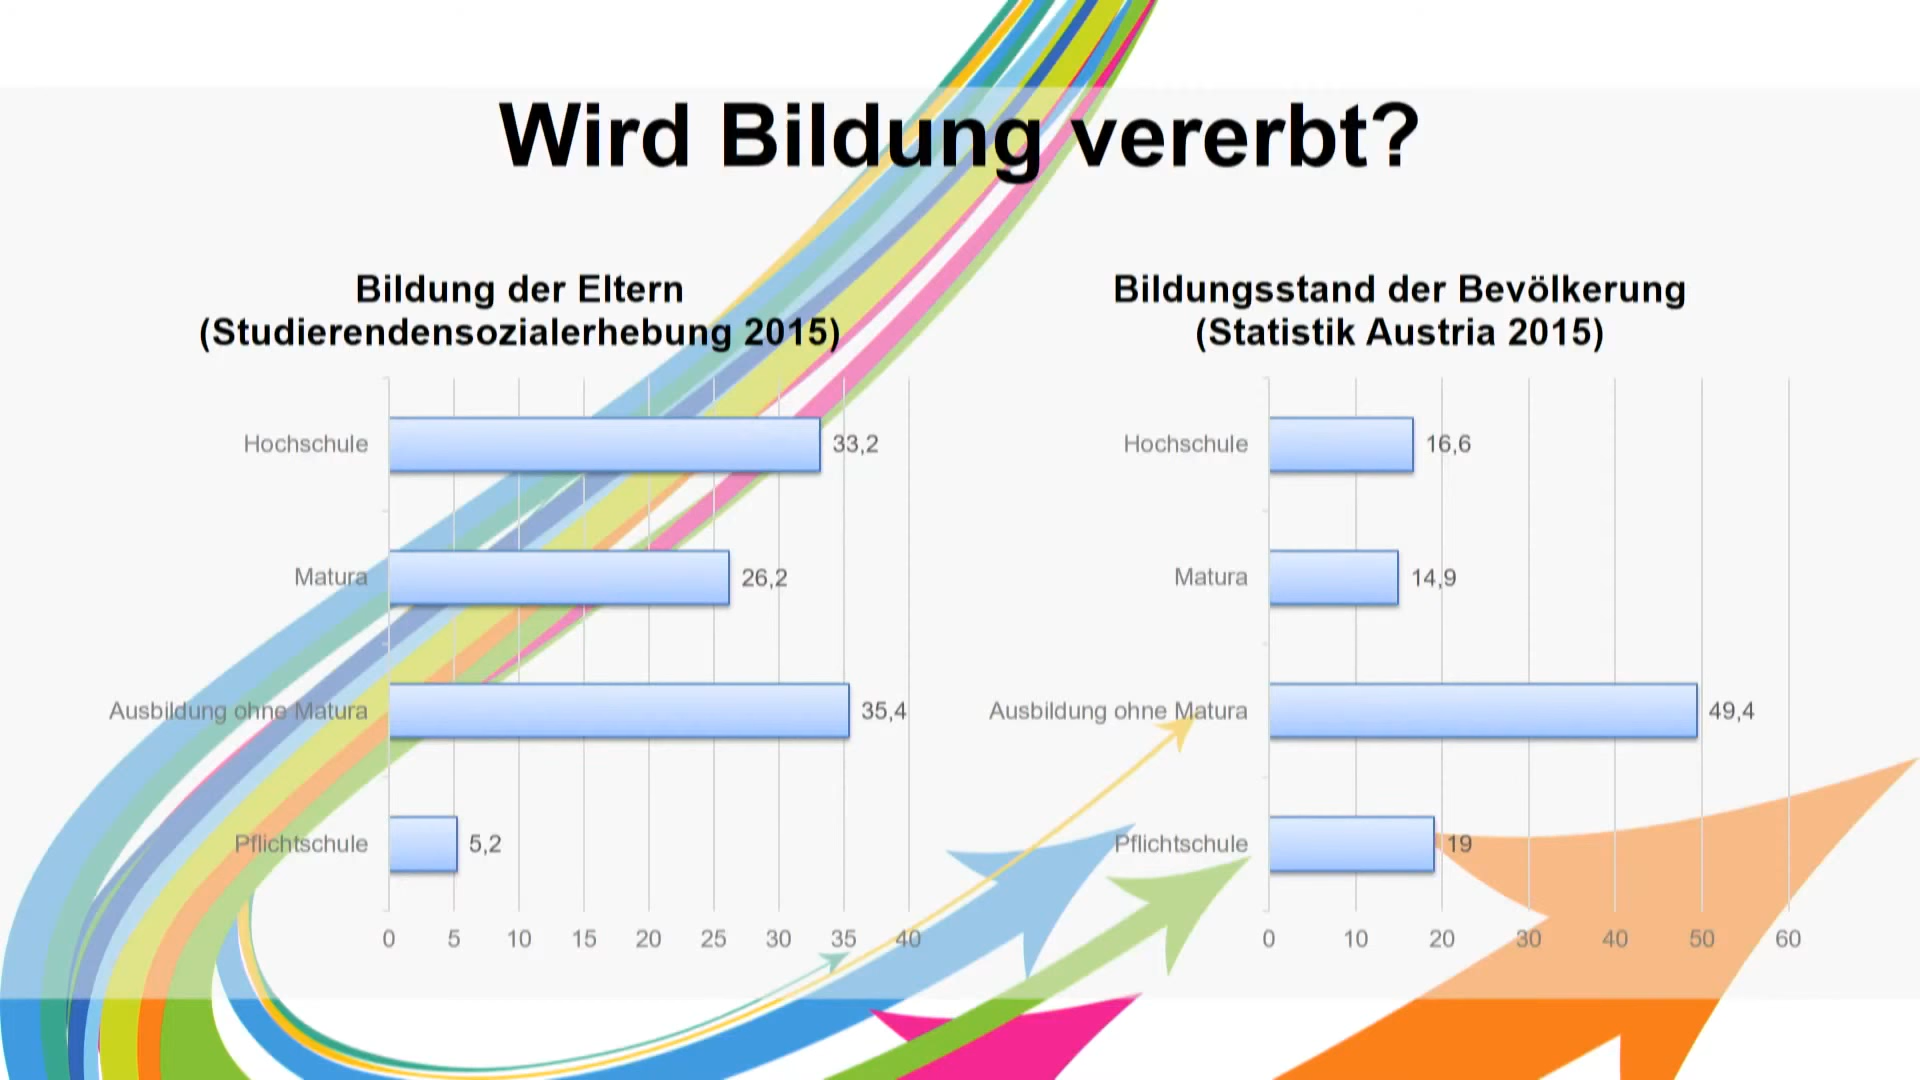 Wird Bildung vererbt?
Bildung der Eltern
(Studierendensozialerhebung 2015)
Hochschule 33,2
Matura 26,2
Ausbildung ohne Matura 35,4
Pflichtschule 5,2
0 5 10 15 20 25 30 35 40
Bildungsstand der Bevölkerung
(Statistik Austria 2015)
Hochschule 16,6
Matura 14,9
Ausbildung ohne Matura 49,4
Pflichtschule 19
0 10 20 30 40 50 60